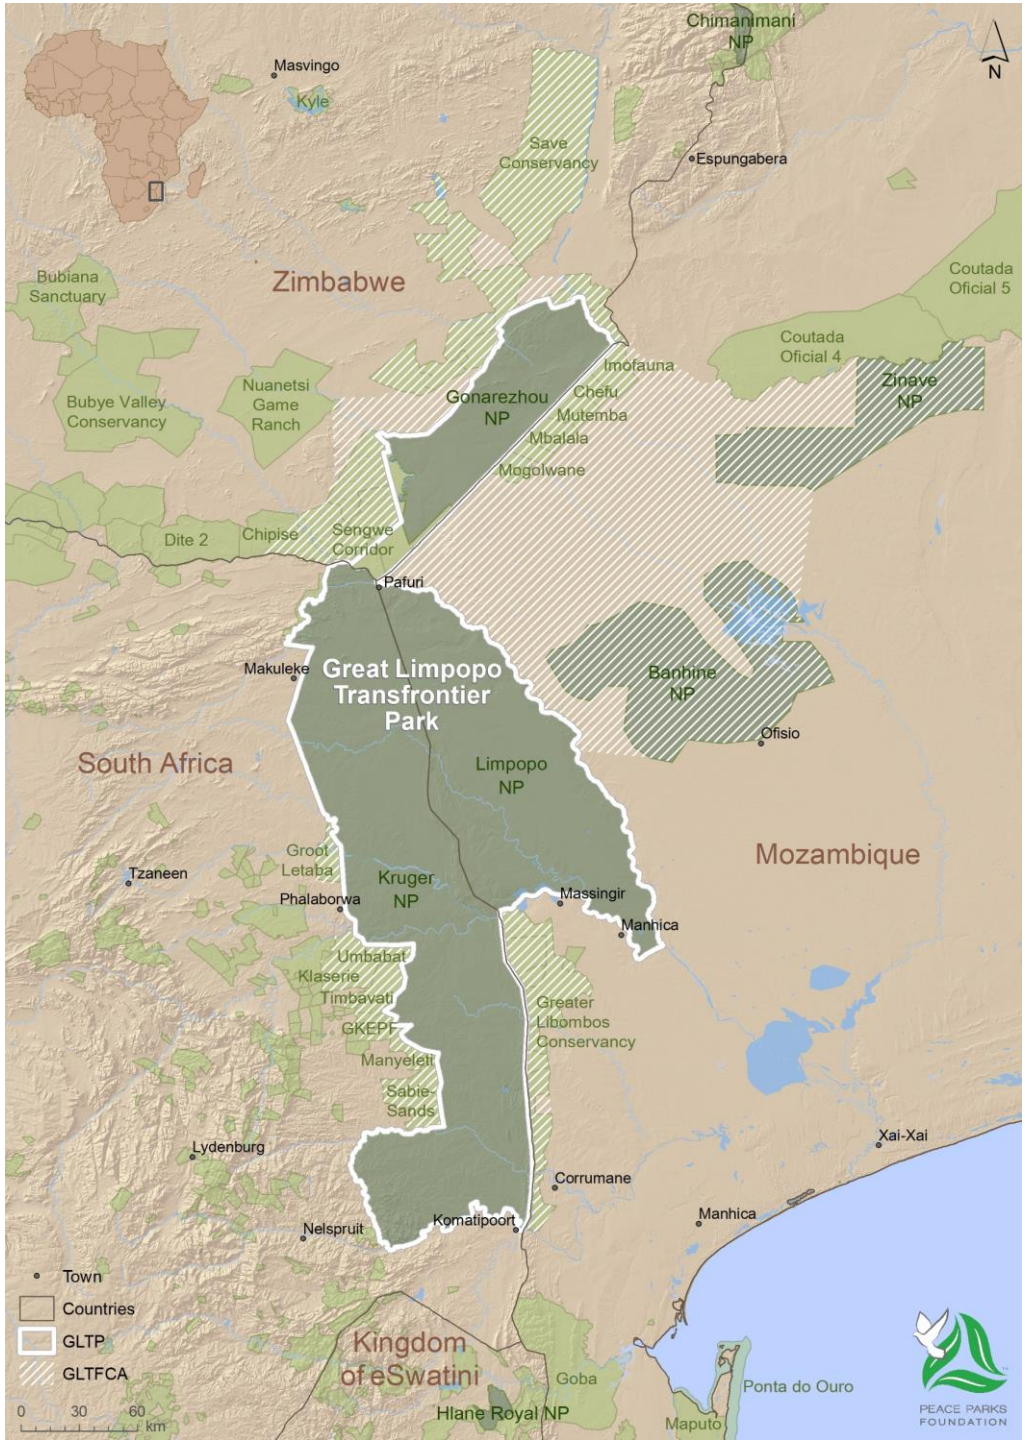 Chimanimani
NP
N
Masvingo
Kyle
Save
Conservancy
Espungabera
Zimbabwe
Bubiana
Sanctuary
Coutada
Oficial 5
Coutada
Oficial 4
Imofauna
Zinave
NP
Nuanetsi
Game
Ranch
Gonarezhou
NP
Chefu
Mutemba
Bubye Valley
Conservancy
Mbalala
Mogolwane
Dite 2
Chipise
Sengwe
Corridor
Pafuri
Makuleke
Great Limpopo
Transfrontier
Park
Banhine
NP
Ofisio
South Africa
Limpopo
NP
Mozambique
Groot
Letaba
Tzaneen
Kruger
NP
Phalaborwa
Massingir
Manhica
Umbabat
Klaserie
Timbavati
GKEPF
Greater
Libombos
Conservancy
Manyeleti
Sabie-
Sands
Xai-Xai
Lydenburg
Corrumane
Komatipoort
Manhica
Nelspruit
Town
Countries
GLTP
GLTFCA
0 30 60
km
Kingdom
of eSwatini
Goba
Hlane Royal NP
Ponta do Ouro
Maputo
PEACE PARKS
FOUNDATION